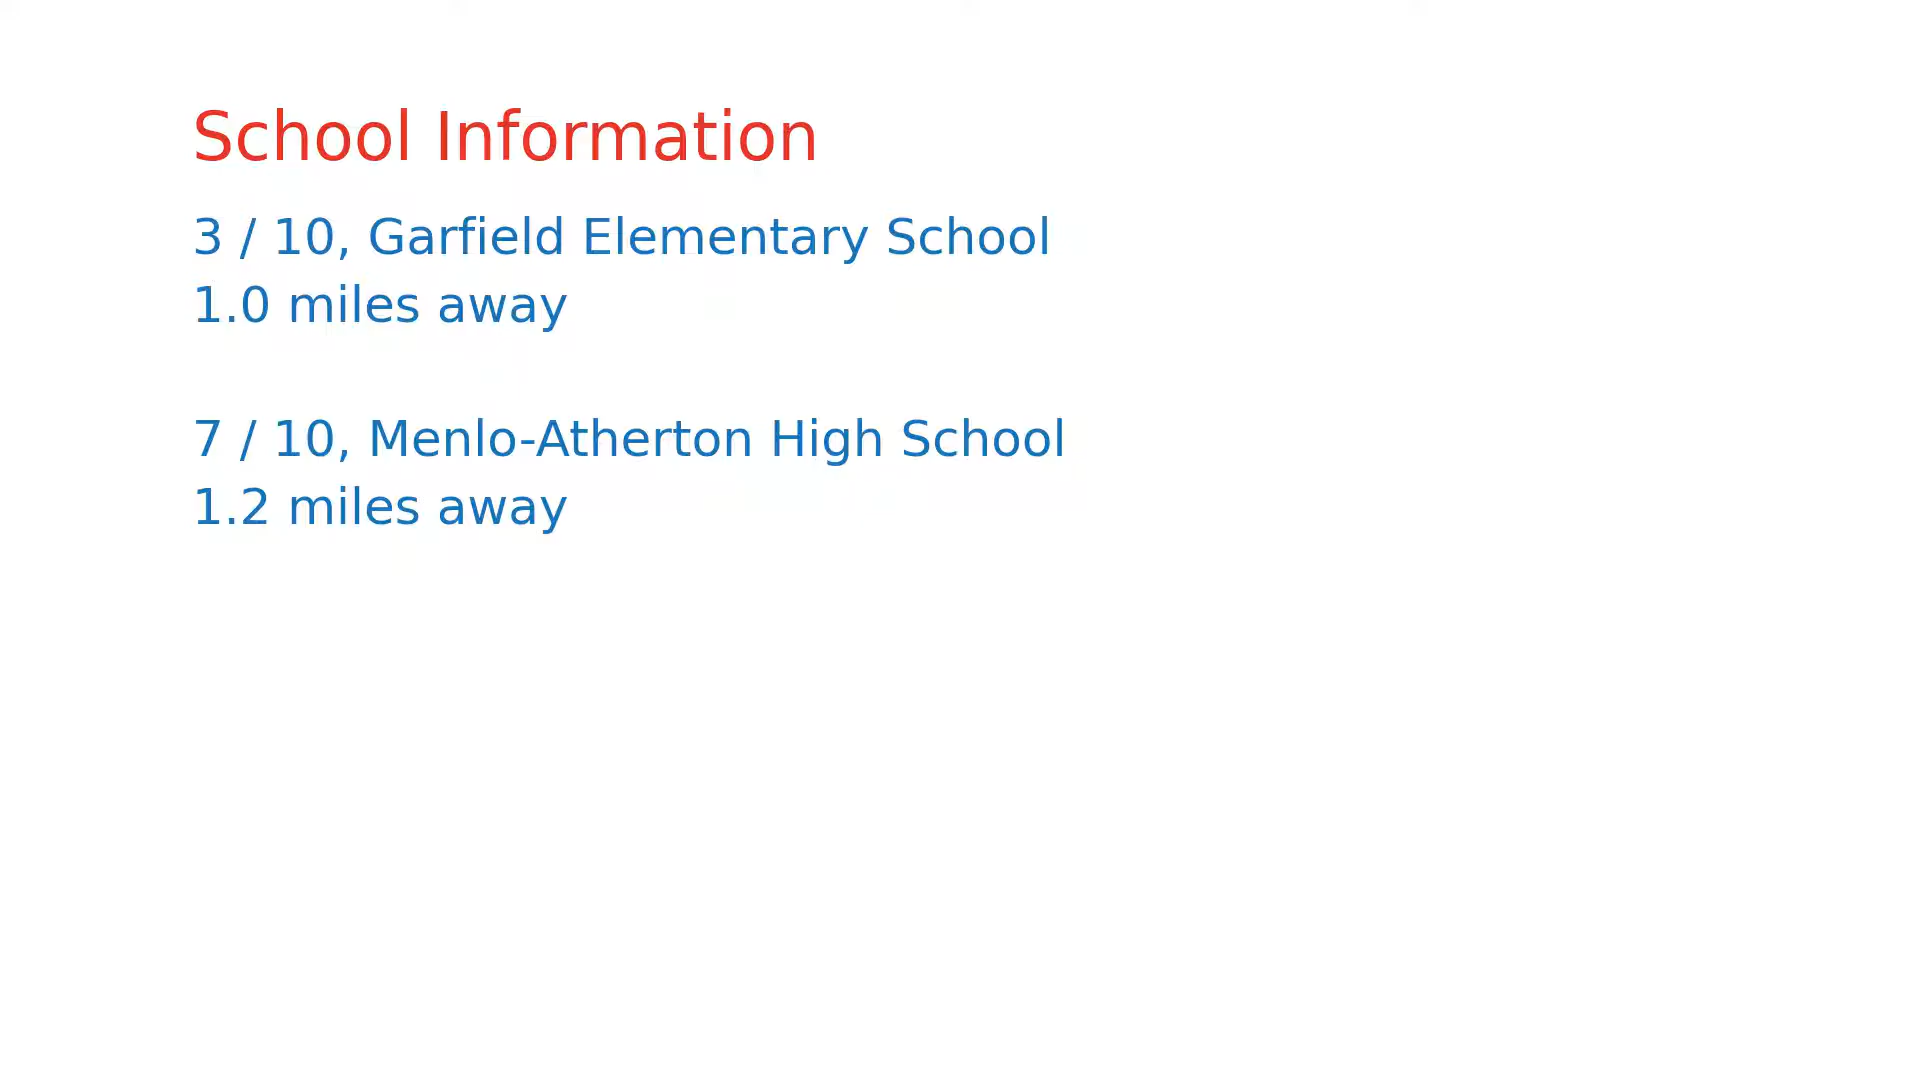 School Information
3 / 10, Garfield Elementary School
1.0 miles away
7 / 10, Menlo-Atherton High School
1.2 miles away